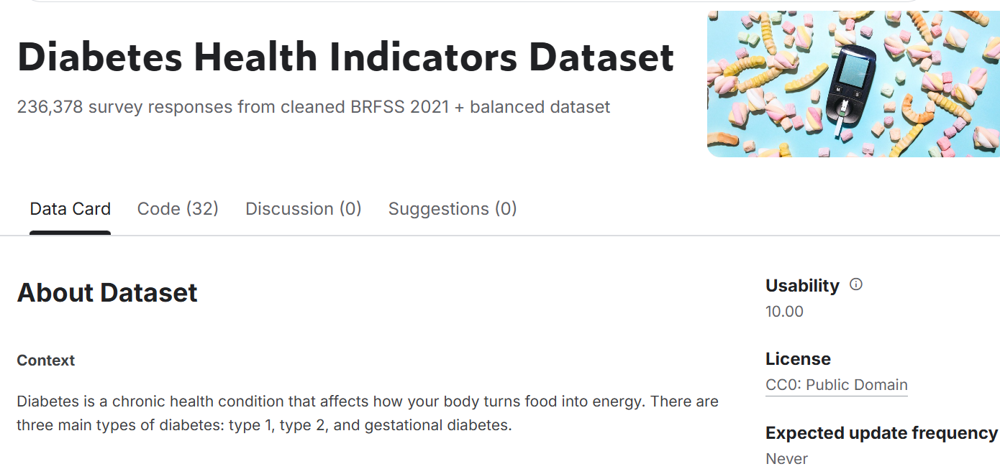 Diabetes Health Indicators Dataset
236,378 survey responses from cleaned BRFSS 2021 + balanced dataset
M S
Data Card Code (32) Discussion (0) Suggestions (0)
About Dataset
Context
Diabetes is a chronic health condition that affects how your body turns food into energy. There are
three main types of diabetes: type 1, type 2, and gestational diabetes.
Usability
10.00
License
CC0: Public Domain
Expected update frequency
Never